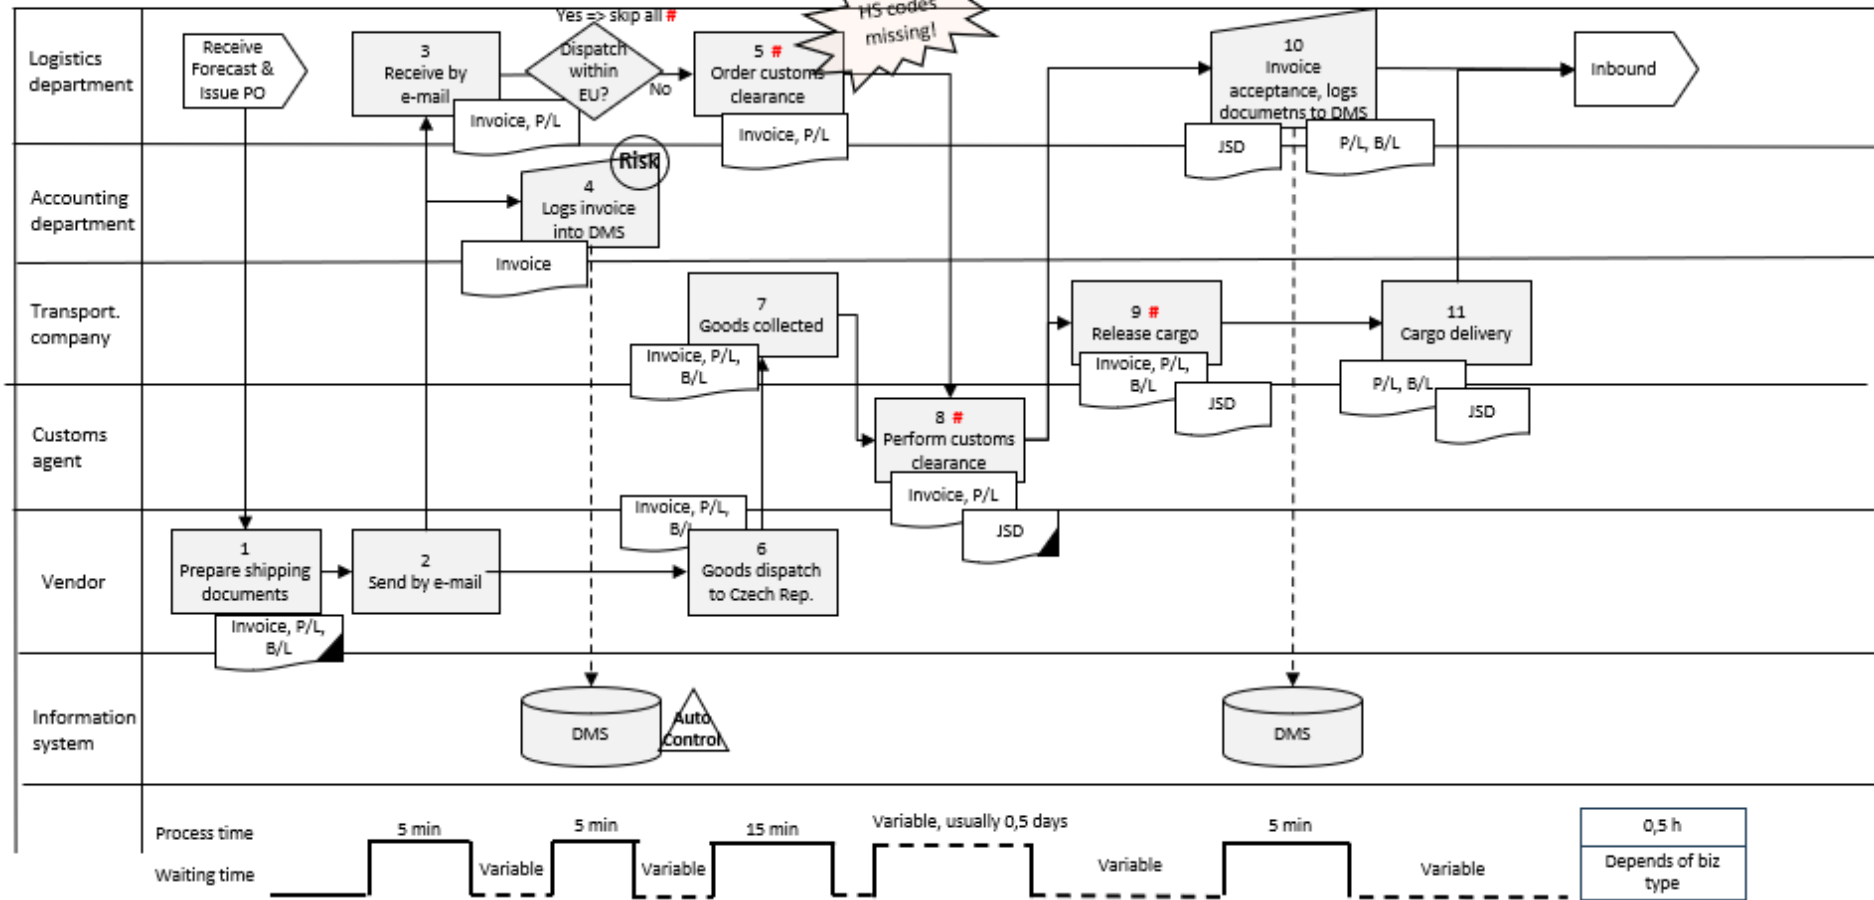 Yes => skip all #
HS codes
missing!
Logistics
department
Receive
Forecast &
Issue PO
3
Receive by
e-mail
Invoice, P/L
Dispatch
within
EU?
No
5 #
Order customs
clearance
Invoice, P/L
10
Invoice
acceptance, logs
documetns to DMS
JSD
P/L, B/L
Inbound
Accounting
department
Risk
4
Logs invoice
into DMS
Invoice
Transport.
company
7
Goods collected
Invoice, P/L,
B/L
9 #
Release cargo
Invoice, P/L,
B/L
JSD
11
Cargo delivery
P/L, B/L
JSD
Customs
agent
8 #
Perform customs
clearance
Invoice, P/L
JSD
Vendor
1
Prepare shipping
documents
Invoice, P/L,
B/L
2
Send by e-mail
Invoice, P/L,
B/L
6
Goods dispatch
to Czech Rep.
Information
system
DMS
Auto
Control
DMS
Process time
5 min
5 min
15 min
Variable, usually 0,5 days
5 min
0,5 h
Waiting time
Variable
Variable
Variable
Variable
Depends of biz
type